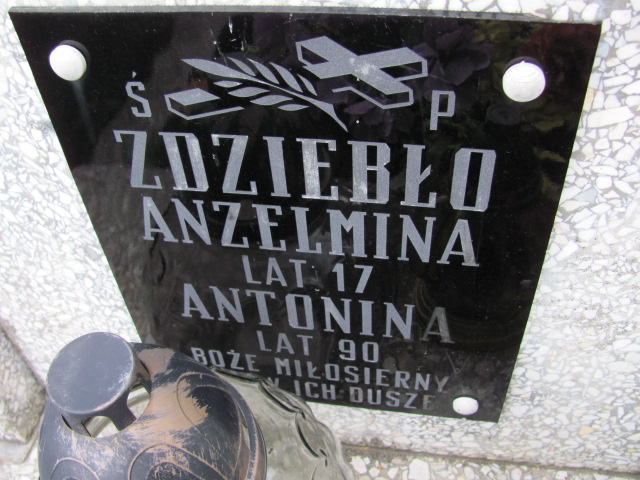 Ś P
ZDZIEBŁO
ANZELMINA
LAT 17
ANTONINA
LAT 90
BOŻE MIŁOSIERNY
ICH DUSZE